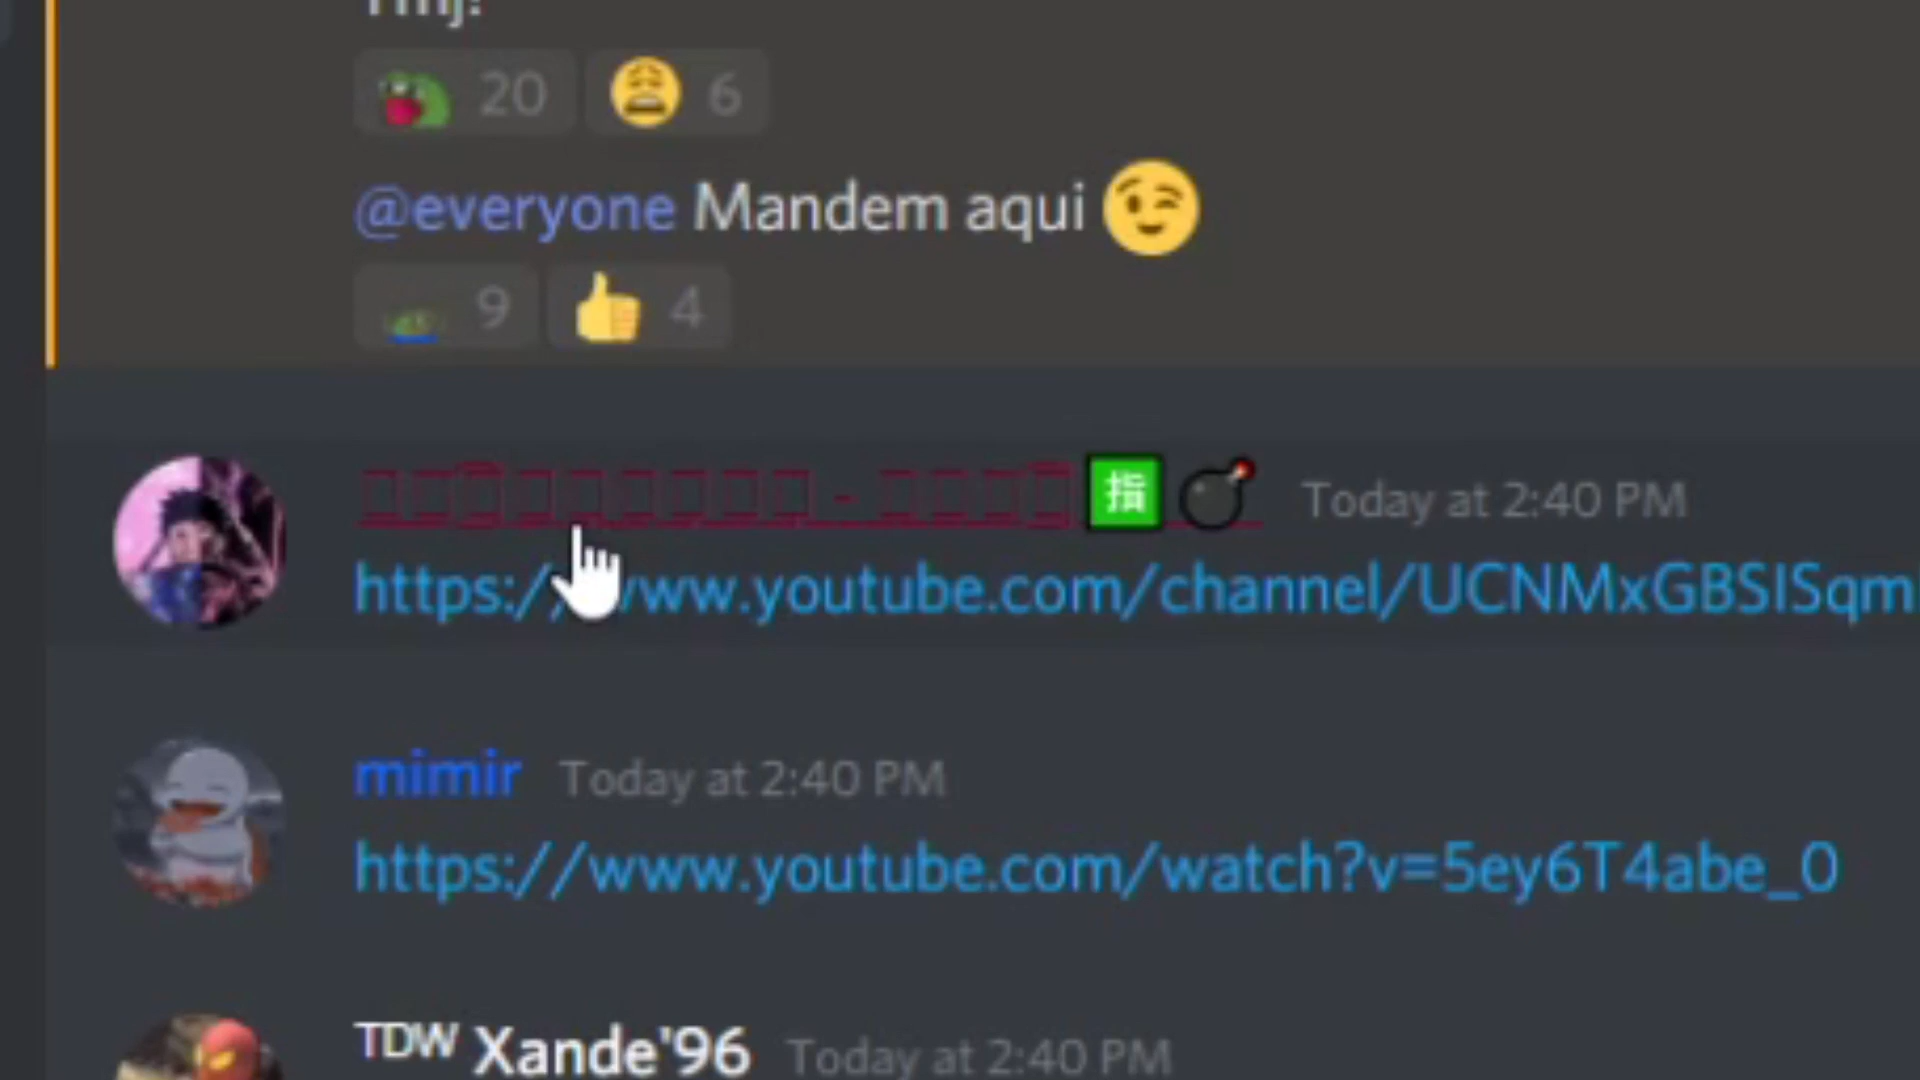 20 6
@everyone Mandem aqui
9 4
指 Today at 2:40 PM
https://www.youtube.com/channel/UCNMxGBSISqm
mimir Today at 2:40 PM
https://www.youtube.com/watch?v=5ey6T4abe_0
TDW Xande'96 Today at 2:40 PM